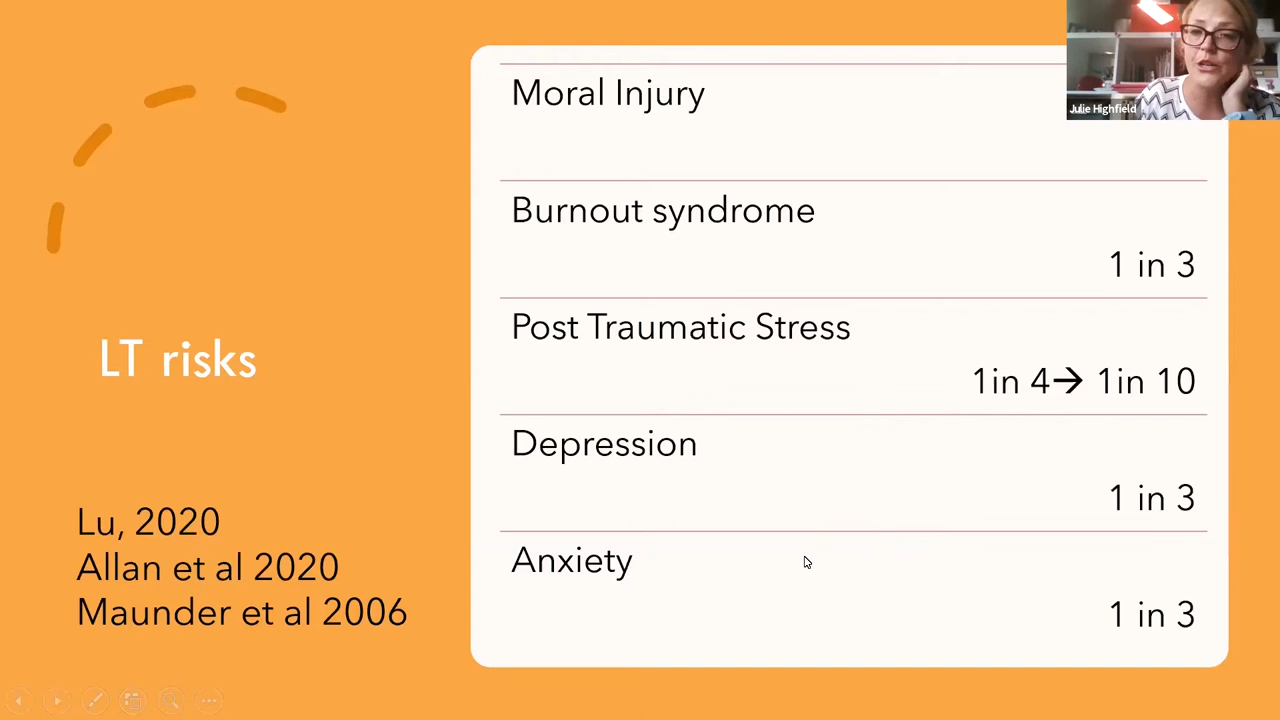 LT risks
Lu, 2020
Allan et al 2020
Maunder et al 2006
Moral Injury
Burnout syndrome
1 in 3
Post Traumatic Stress
1in 4→ 1in 10
Depression
1 in 3
Anxiety
1 in 3
Julie Highfield